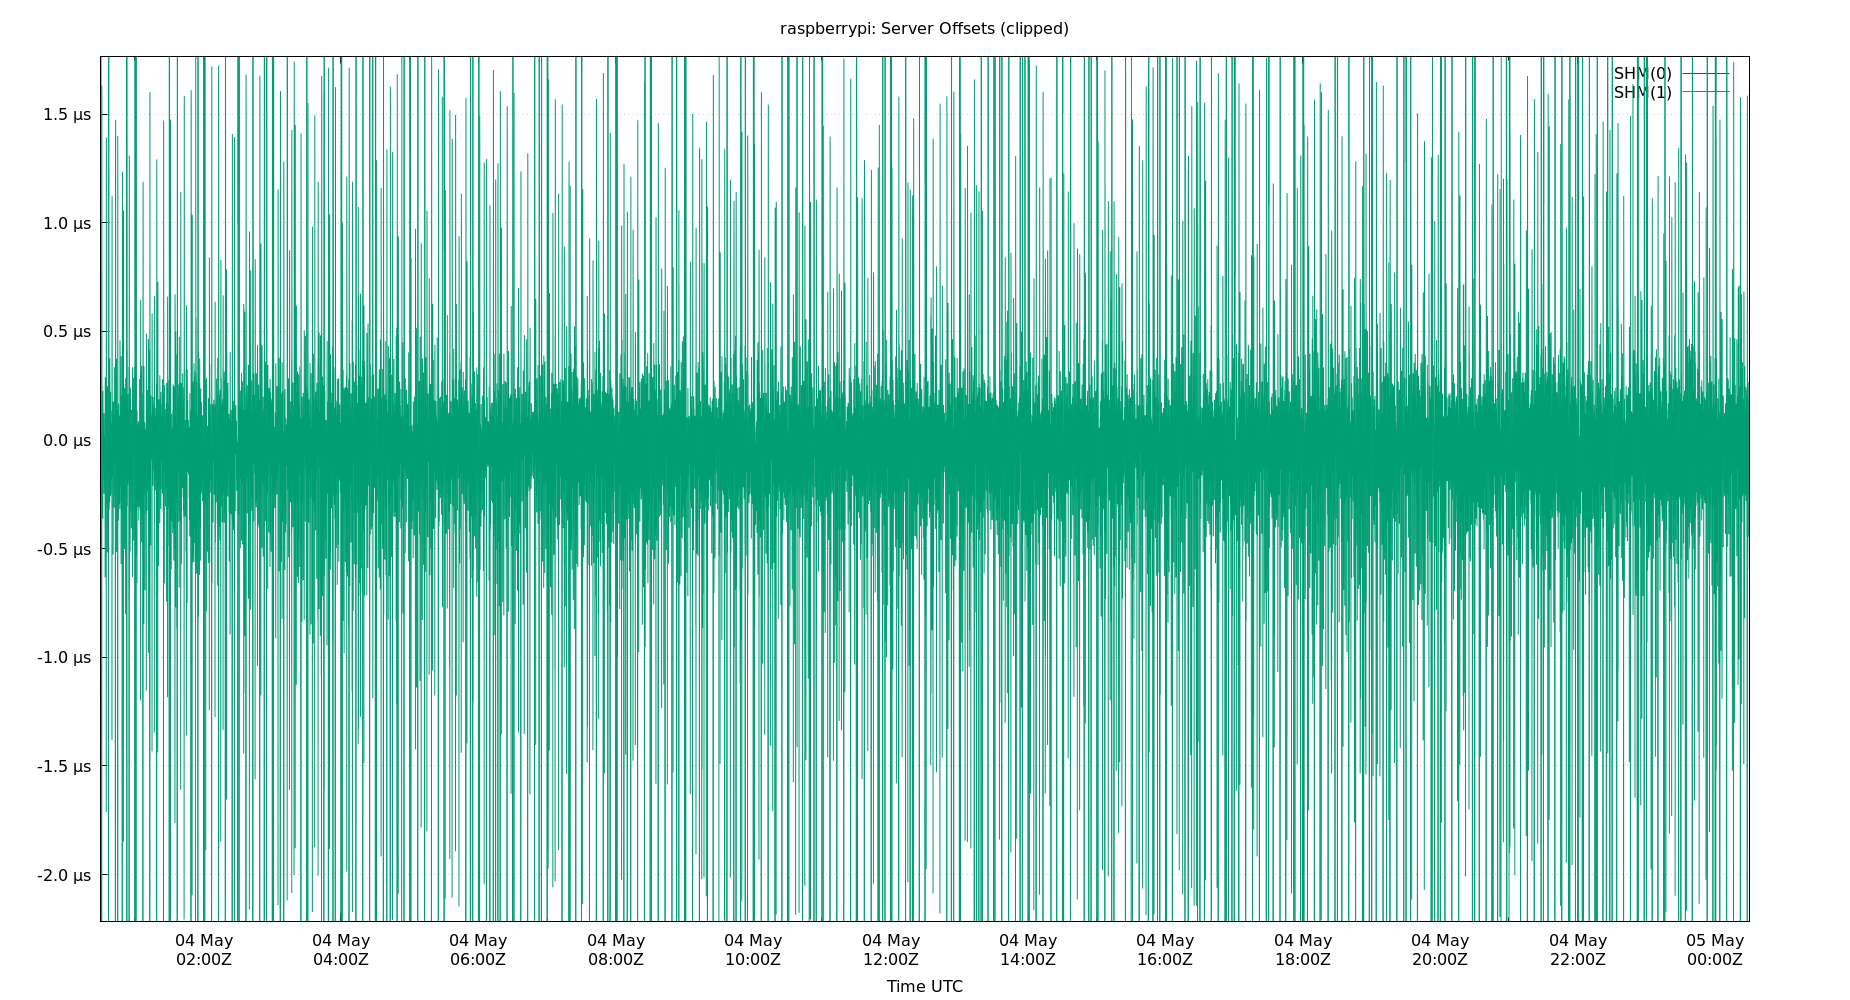 raspberrypi: Server Offsets (clipped)
SHM(0)
SHM(1)
1.5 µs
1.0 µs
0.5 µs
0.0 µs
-0.5 µs
-1.0 µs
-1.5 µs
-2.0 µs
04 May 04 May 04 May 04 May 04 May 04 May 04 May 04 May 04 May 04 May 04 May 05 May
02:00Z 04:00Z 06:00Z 08:00Z 10:00Z 12:00Z 14:00Z 16:00Z 18:00Z 20:00Z 22:00Z 00:00Z
Time UTC